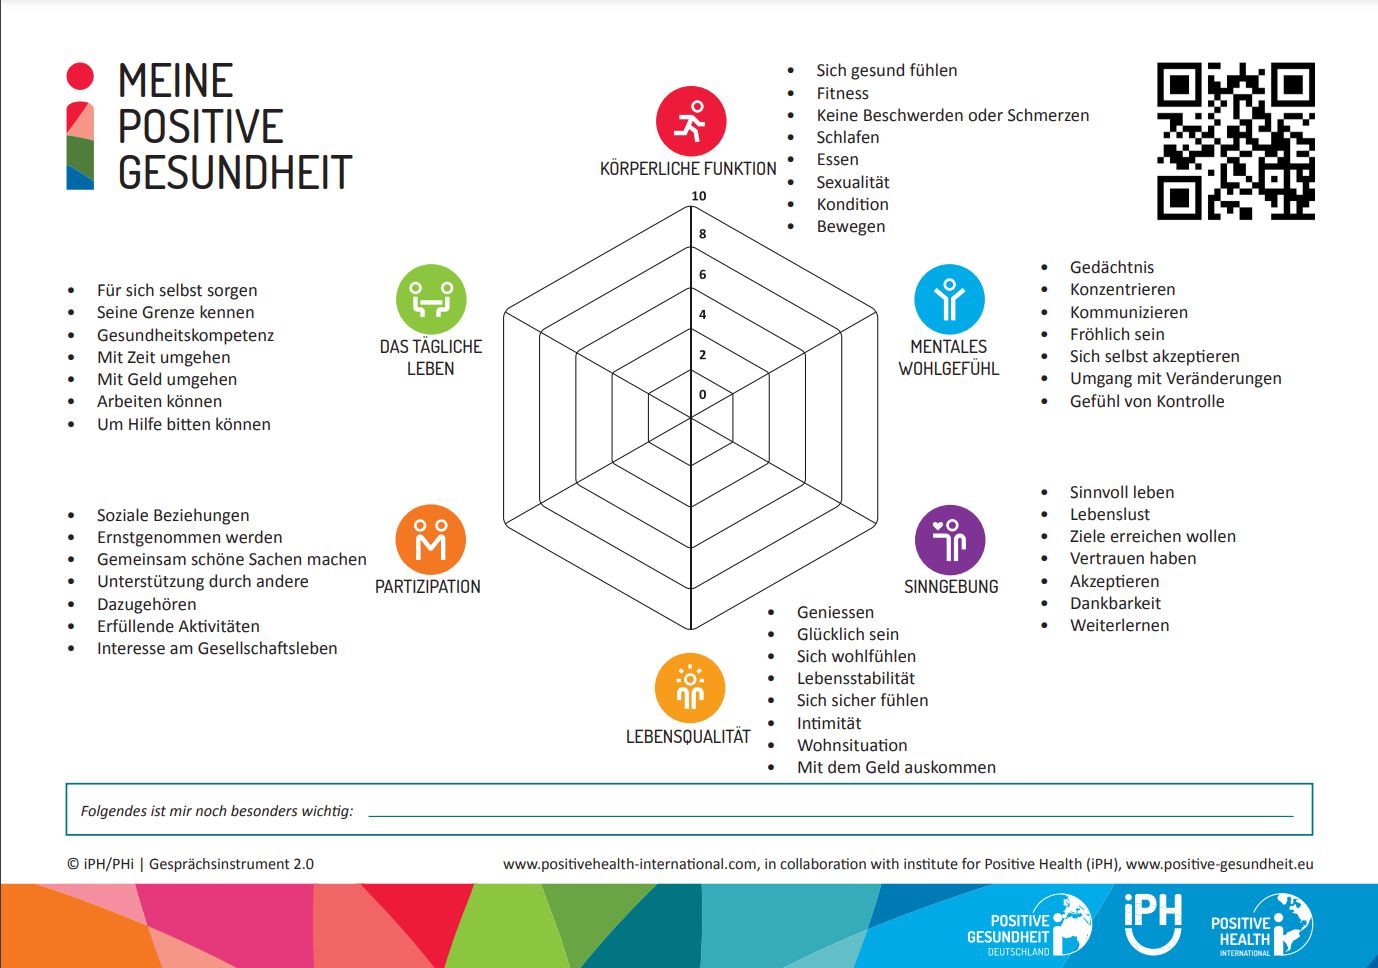 MEINE
POSITIVE
GESUNDHEIT
KÖRPERLICHE FUNKTION
• Sich gesund fühlen
• Fitness
• Keine Beschwerden oder Schmerzen
• Schlafen
• Essen
• Sexualität
• Kondition
• Bewegen
10
8
6
4
2
0
DAS TÄGLICHE
LEBEN
• Für sich selbst sorgen
• Seine Grenze kennen
• Gesundheitskompetenz
• Mit Zeit umgehen
• Mit Geld umgehen
• Arbeiten können
• Um Hilfe bitten können
MENTALES
WOHLGEFÜHL
• Gedächtnis
• Konzentrieren
• Kommunizieren
• Fröhlich sein
• Sich selbst akzeptieren
• Umgang mit Veränderungen
• Gefühl von Kontrolle
PARTIZIPATION
• Soziale Beziehungen
• Ernstgenommen werden
• Gemeinsam schöne Sachen machen
• Unterstützung durch andere
• Dazugehören
• Erfüllende Aktivitäten
• Interesse am Gesellschaftsleben
SINNGEBUNG
• Sinnvoll leben
• Lebenslust
• Ziele erreichen wollen
• Vertrauen haben
• Akzeptieren
• Dankbarkeit
• Weiterlernen
LEBENSQUALITÄT
• Geniessen
• Glücklich sein
• Sich wohlfühlen
• Lebensstabilität
• Sich sicher fühlen
• Intimität
• Wohnsituation
• Mit dem Geld auskommen
Folgendes ist mir noch besonders wichtig:
© iPH/PHi | Gesprächsinstrument 2.0
www.positivehealth-international.com, in collaboration with institute for Positive Health (iPH), www.positive-gesundheit.eu
POSITIVE
GESUNDHEIT
DEUTSCHLAND
iPH
POSITIVE
HEALTH
INTERNATIONAL